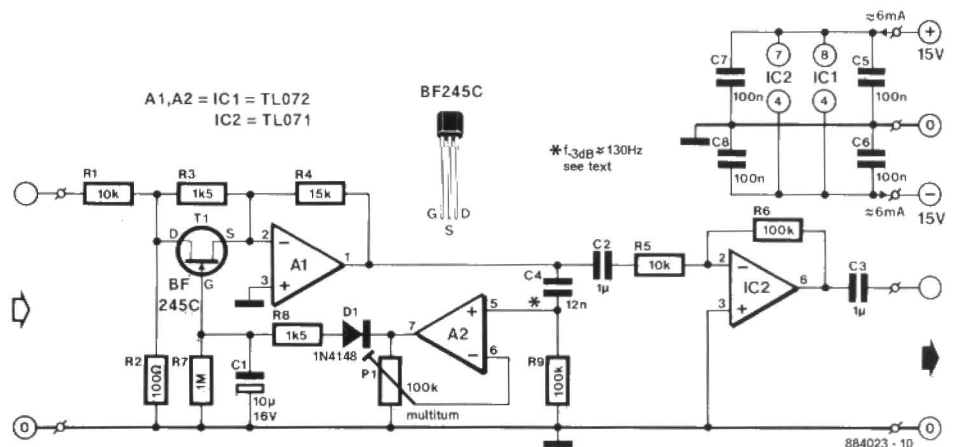 ≈6mA
+
15V
C7
7
8
C5
IC2
IC1
100n
4
4
100n
0
C8
C6
100n
100n
−
≈6mA
15V
A1,A2 = IC1 = TL072
IC2 = TL071
BF245C
G
D
S
* f-3dB ≈ 130Hz
see text
R1
10k
R3
1k5
R4
15k
T1
D
S
G
BF
245C
2
−
A1
1
3
+
C4
*
12n
C2
1µ
R5
10k
R6
100k
2
−
IC2
6
3
+
C3
1µ
R8
1k5
D1
1N4148
7
A2
5
+
6
−
P1
100k
multitum
R9
100k
R2
100Ω
R7
1M
C1
10µ
16V
0
0
884023 - 10